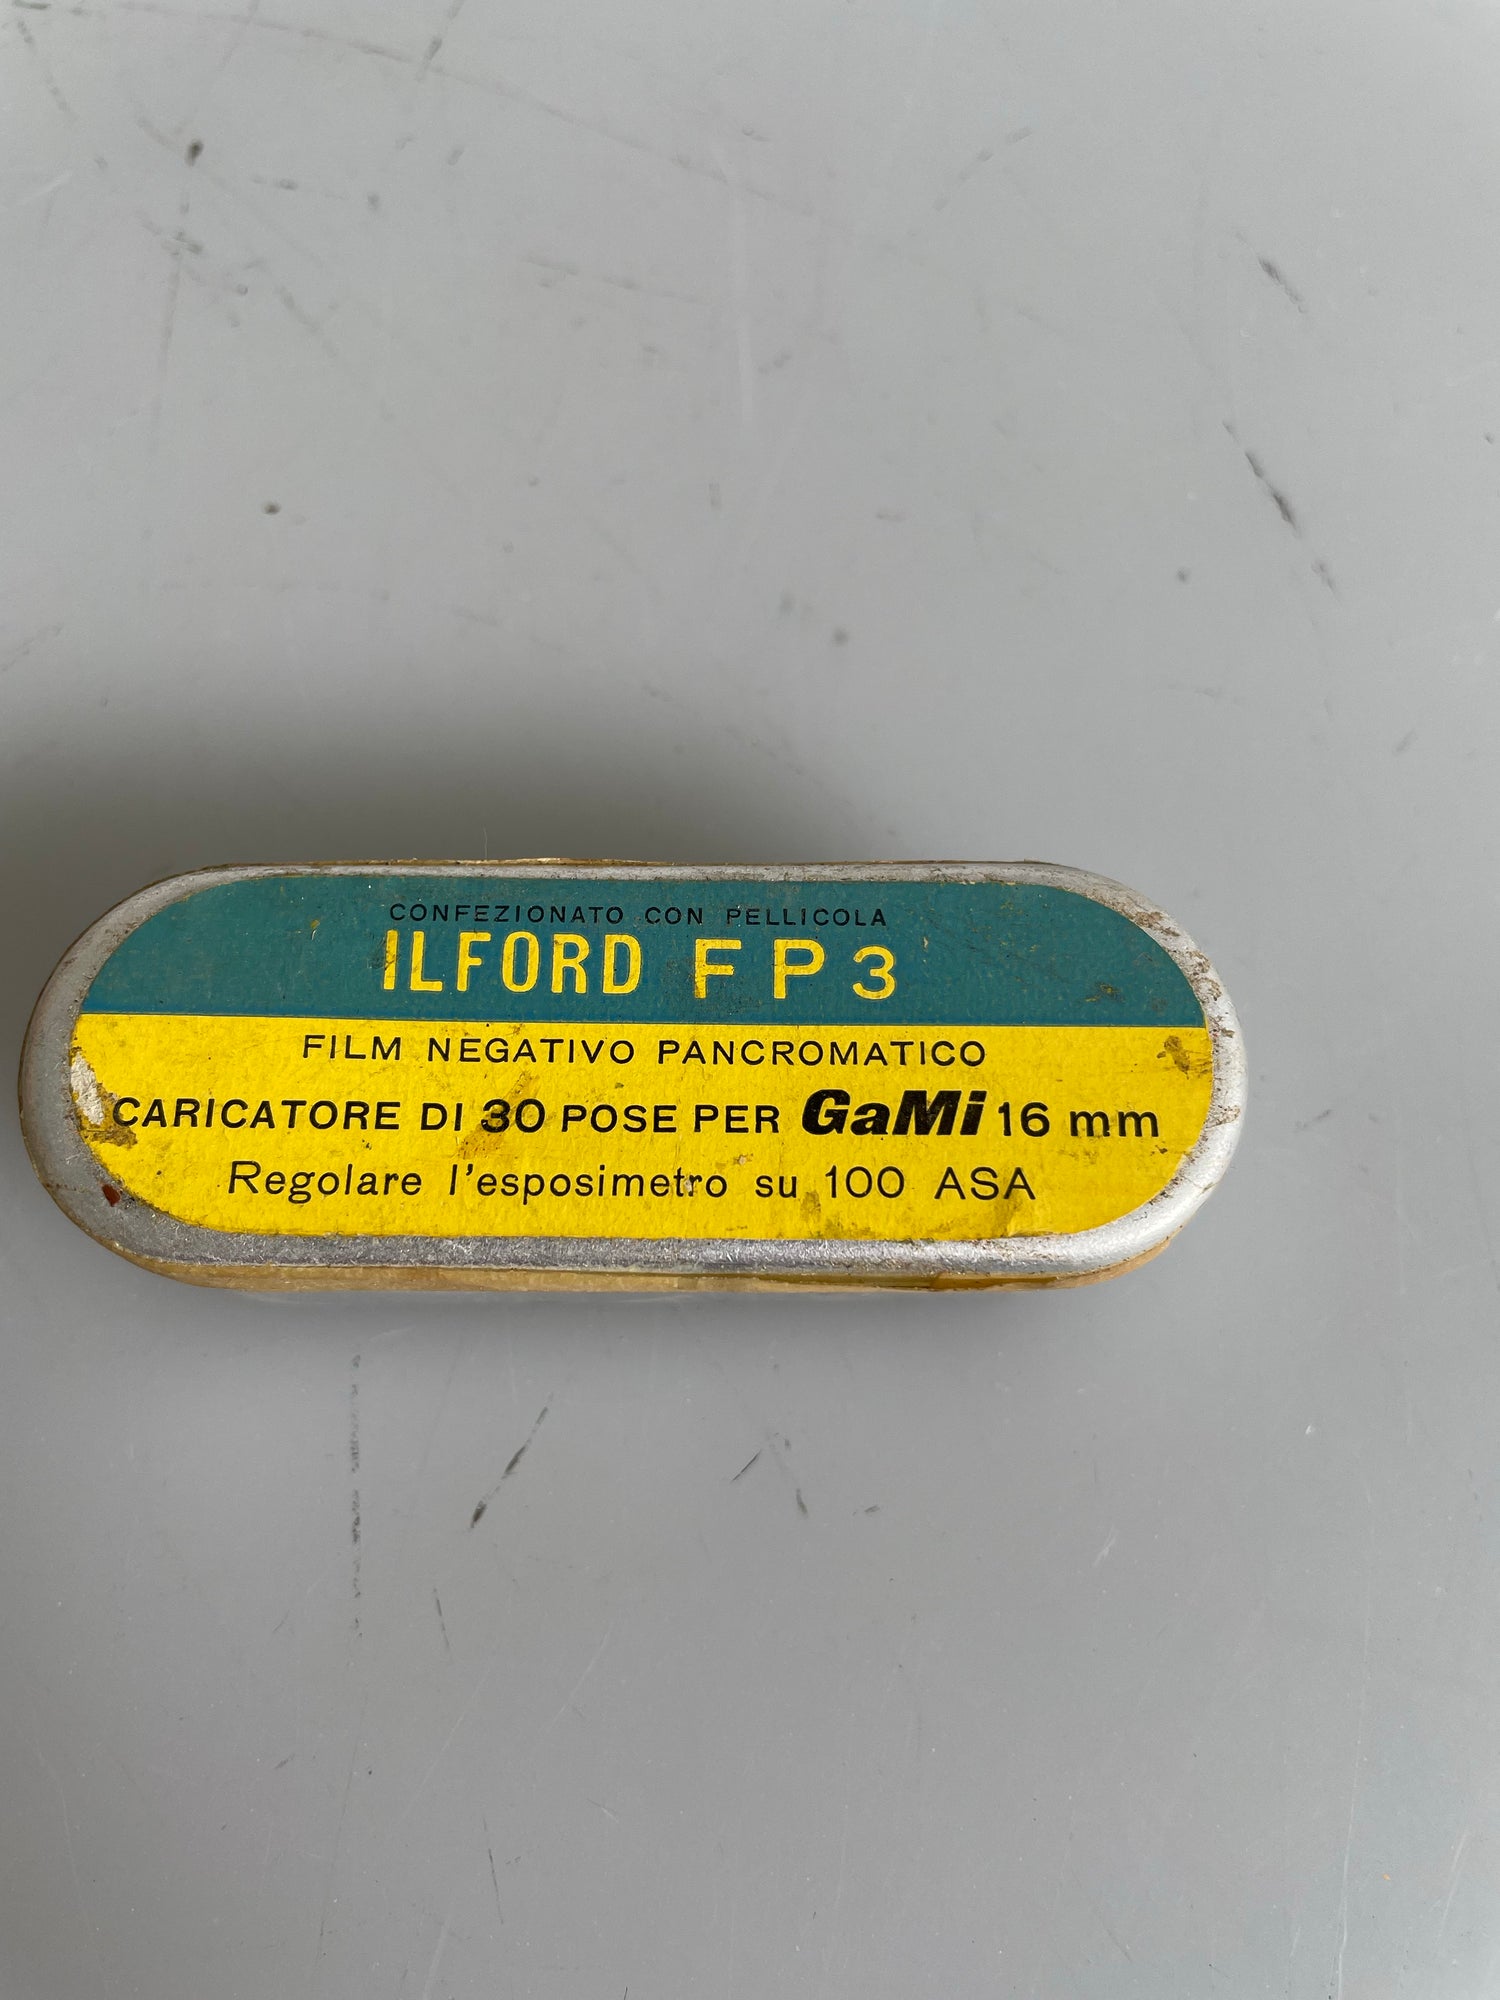 CONFEZIONATO CON PELLICOLA
ILFORD FP3
FILM NEGATIVO PANCROMATICO
CARICATORE DI 30 POSE PER GaMi 16 mm
Regolare l'esposimetro su 100 ASA